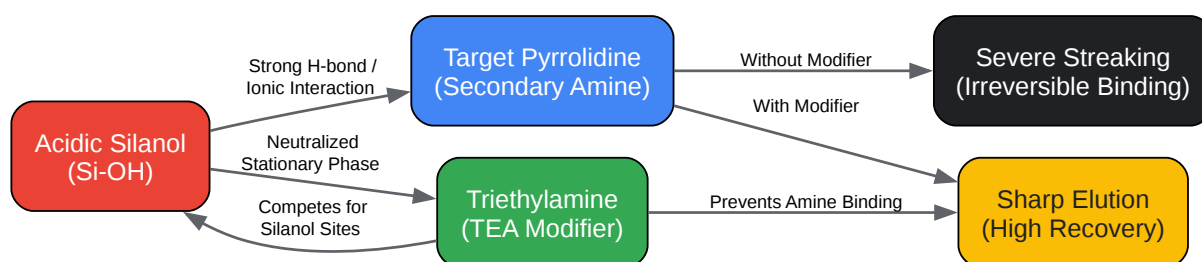 Acidic Silanol
(Si-OH)
Strong H-bond /
Ionic Interaction
Neutralized
Stationary Phase
Competes for
Silanol Sites
Target Pyrrolidine
(Secondary Amine)
Triethylamine
(TEA Modifier)
Without Modifier
With Modifier
Prevents Amine Binding
Severe Streaking
(Irreversible Binding)
Sharp Elution
(High Recovery)